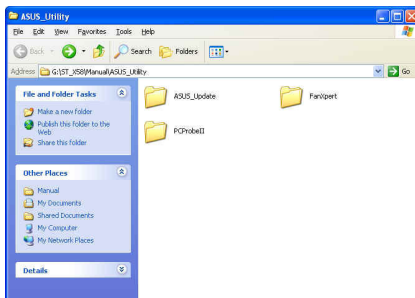 ASUS_Utility
File Edit View Favorites Tools Help
Back Search Folders
Address G:\ST_X58\Manual\ASUS_Utility Go
File and Folder Tasks
Make a new folder
Publish this folder to the
Web
Share this folder
Other Places
Manual
My Documents
Shared Documents
My Computer
My Network Places
Details
ASUS_Update
FanXpert
PCProbeII